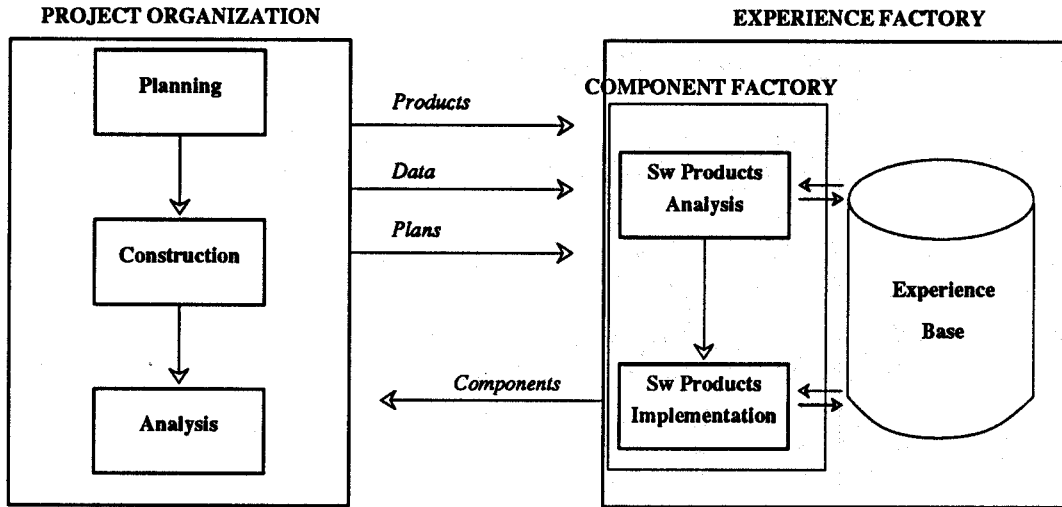 PROJECT ORGANIZATION
EXPERIENCE FACTORY
Planning
Construction
Analysis
Products
Data
Plans
Components
COMPONENT FACTORY
Sw Products
Analysis
Sw Products
Implementation
Experience
Base